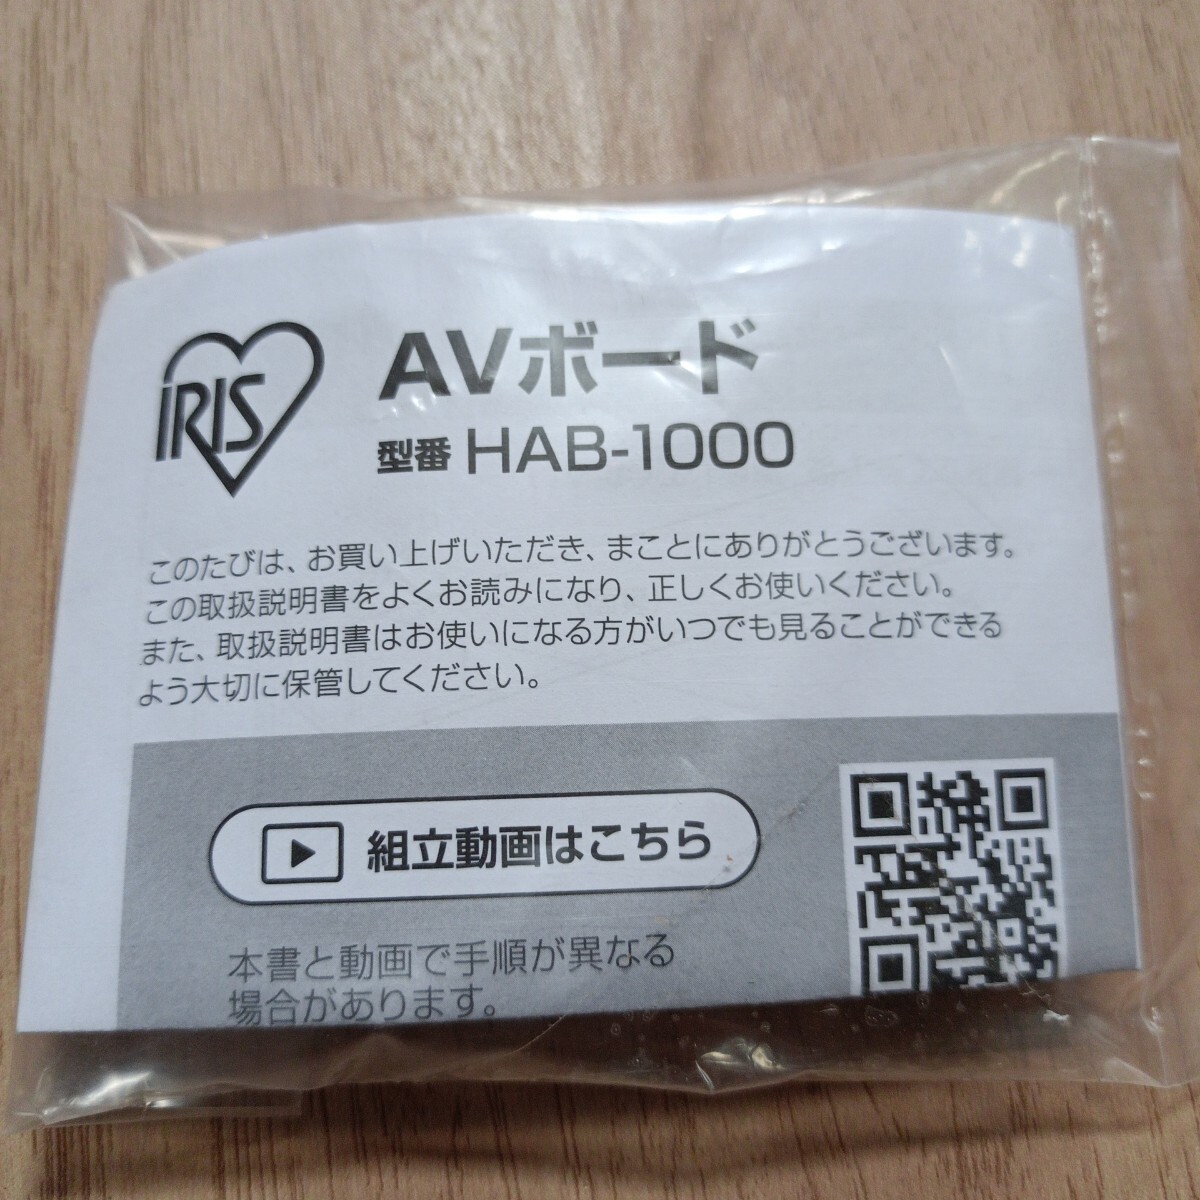 IRIS
AVボード
型番 HAB-1000
このたびは、お買い上げいただき、まことにありがとうございます。
この取扱説明書をよくお読みになり、正しくお使いください。
また、取扱説明書はお使いになる方がいつでも見ることができる
よう大切に保管してください。
組立動画はこちら
本書と動画で手順が異なる
場合があります。